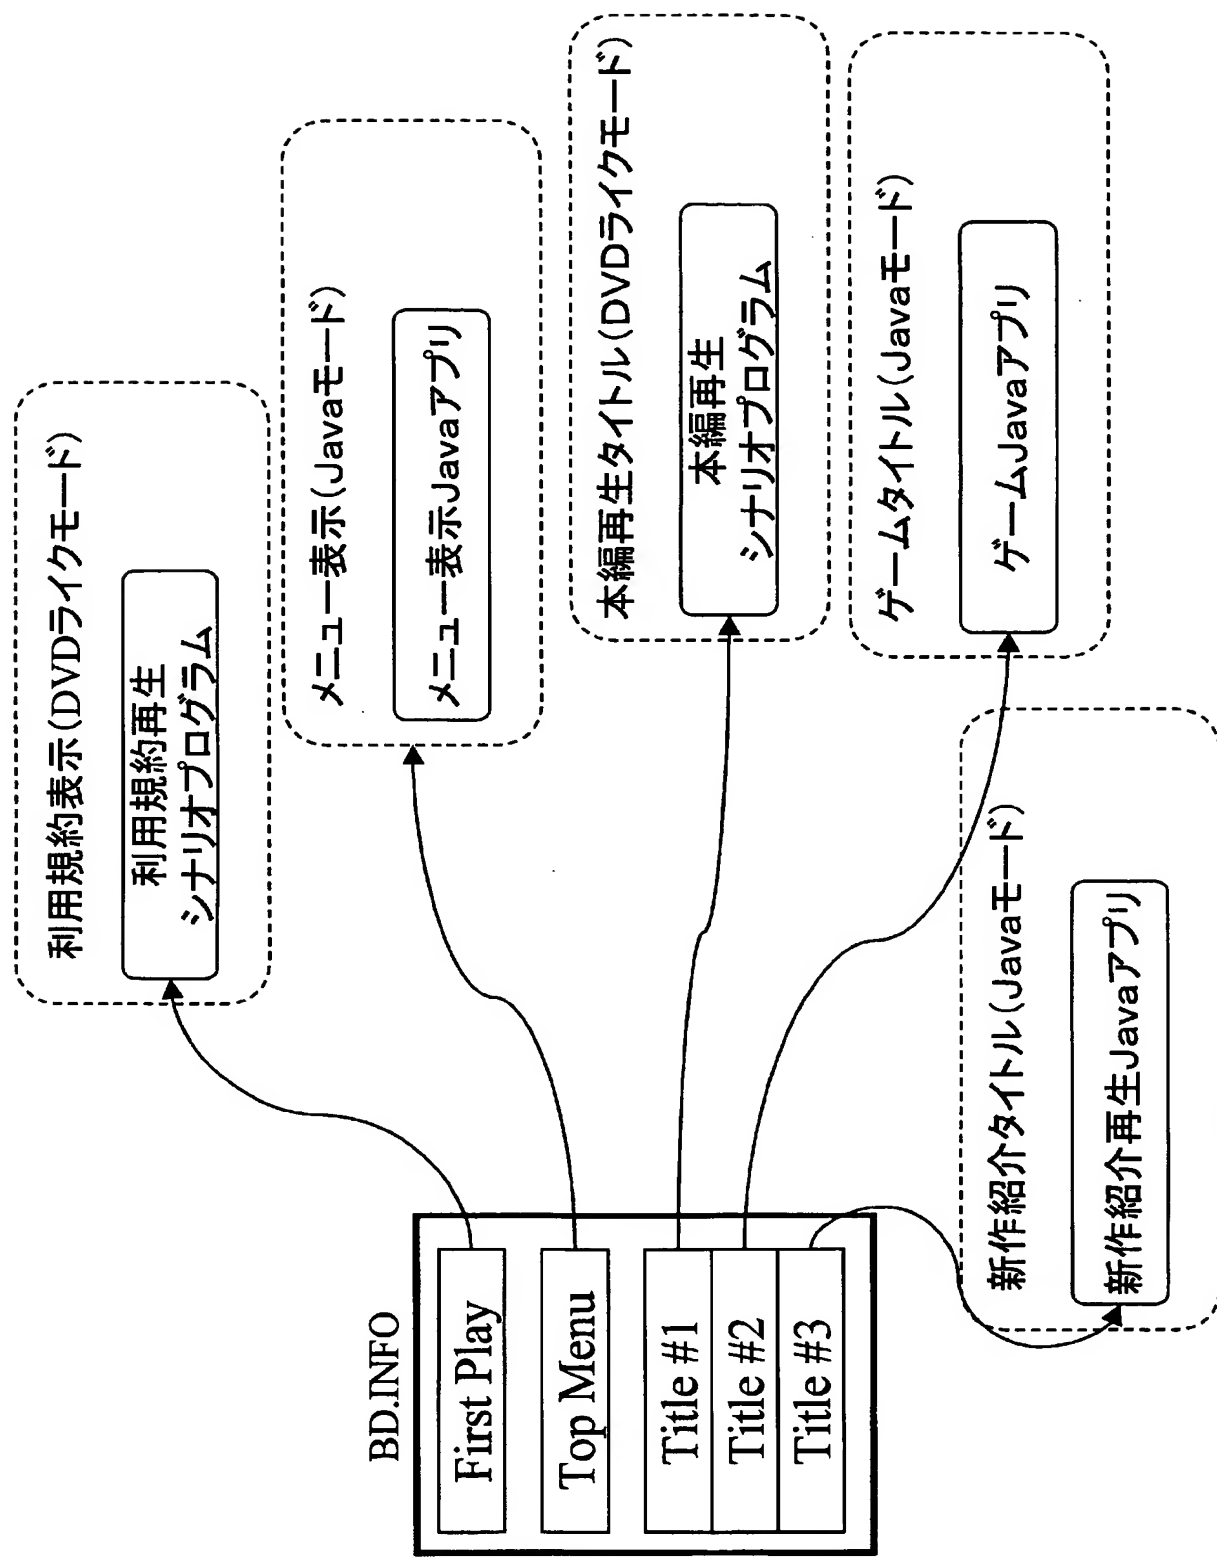 BD.INFO
First Play
Top Menu
Title #1
Title #2
Title #3
利用規約表示(DVDライクモード)
利用規約再生
シナリオプログラム
メニュー表示(Javaモード)
メニュー表示Javaアプリ
本編再生タイトル(DVDライクモード)
本編再生
シナリオプログラム
ゲームタイトル(Javaモード)
ゲームJavaアプリ
新作紹介タイトル(Javaモード)
新作紹介再生Javaアプリ